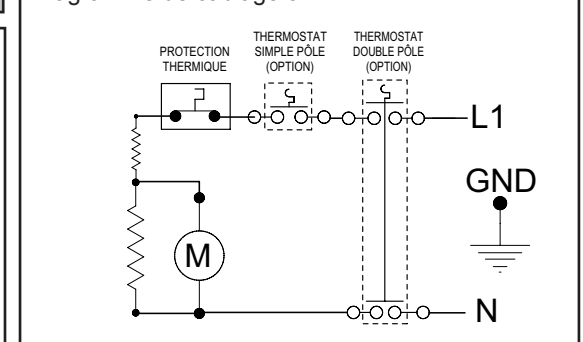 PROTECTION
THERMIQUE
THERMOSTAT
SIMPLE PÔLE
(OPTION)
THERMOSTAT
DOUBLE PÔLE
(OPTION)
L1
GND
M
N